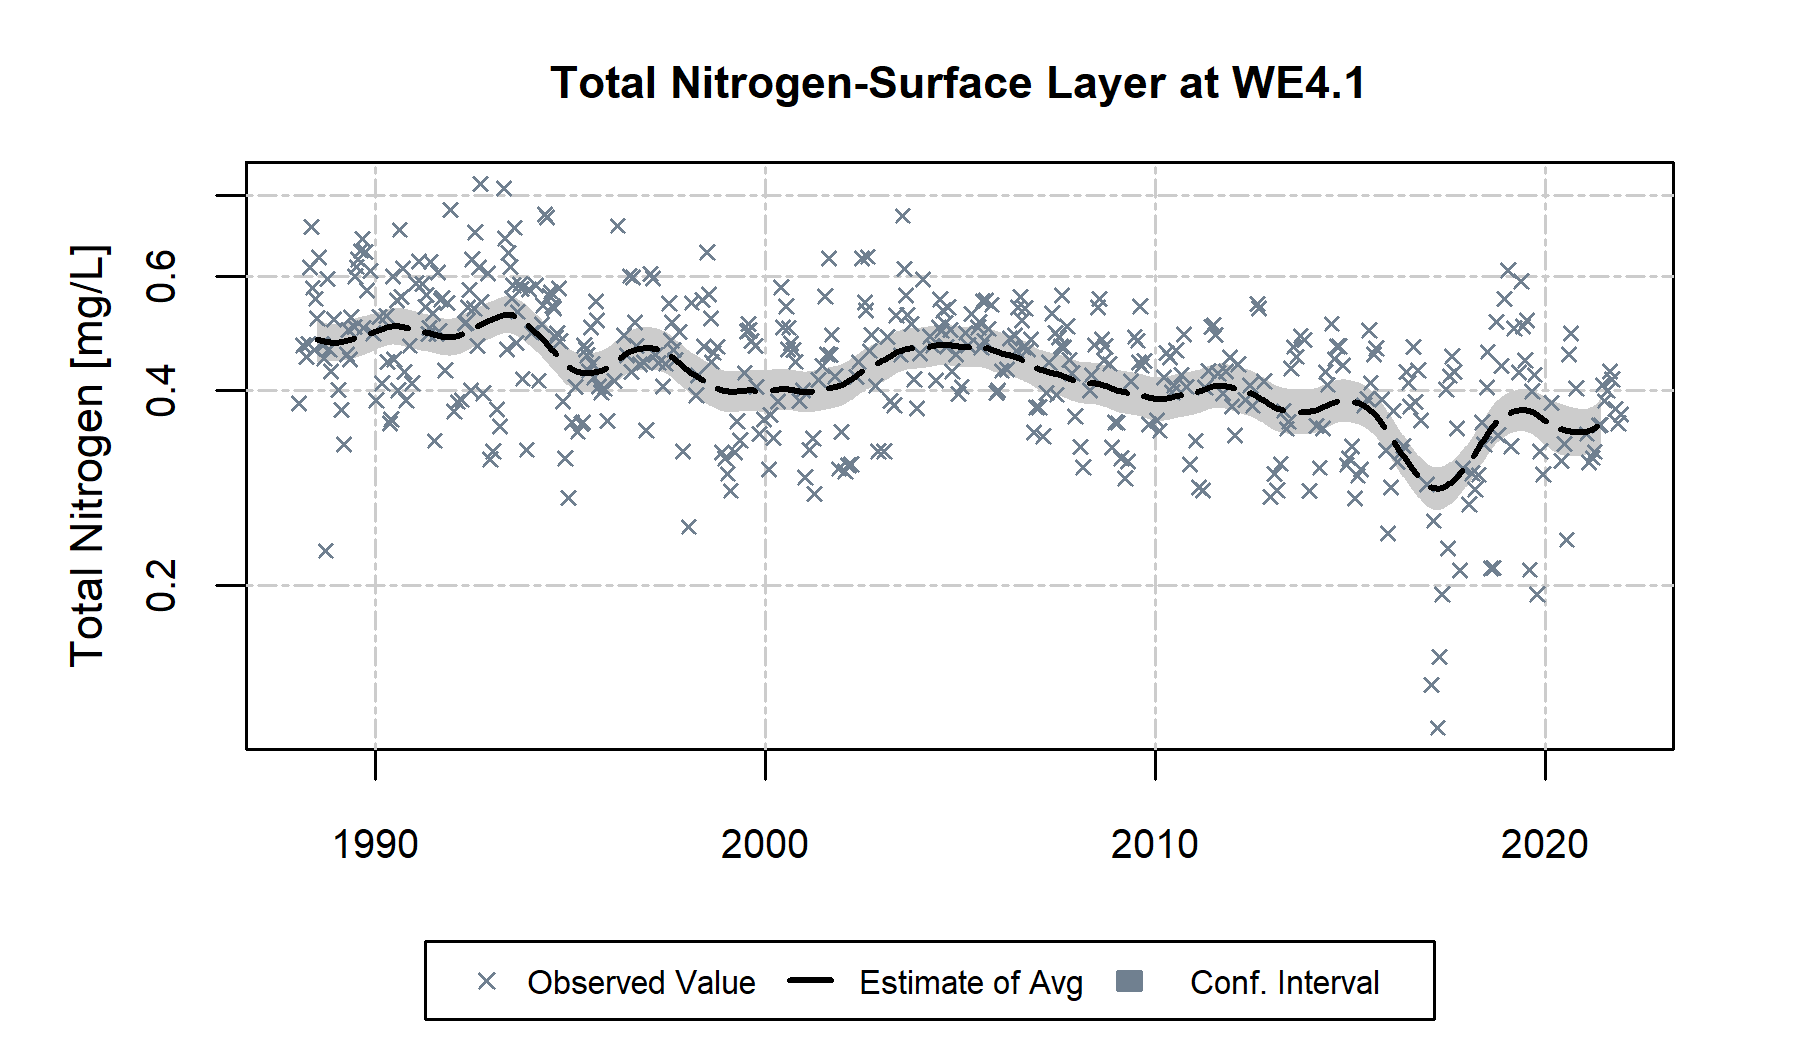 Total Nitrogen-Surface Layer at WE4.1
Total Nitrogen [mg/L]
0.6
0.4
0.2
1990 2000 2010 2020
Observed Value Estimate of Avg Conf. Interval